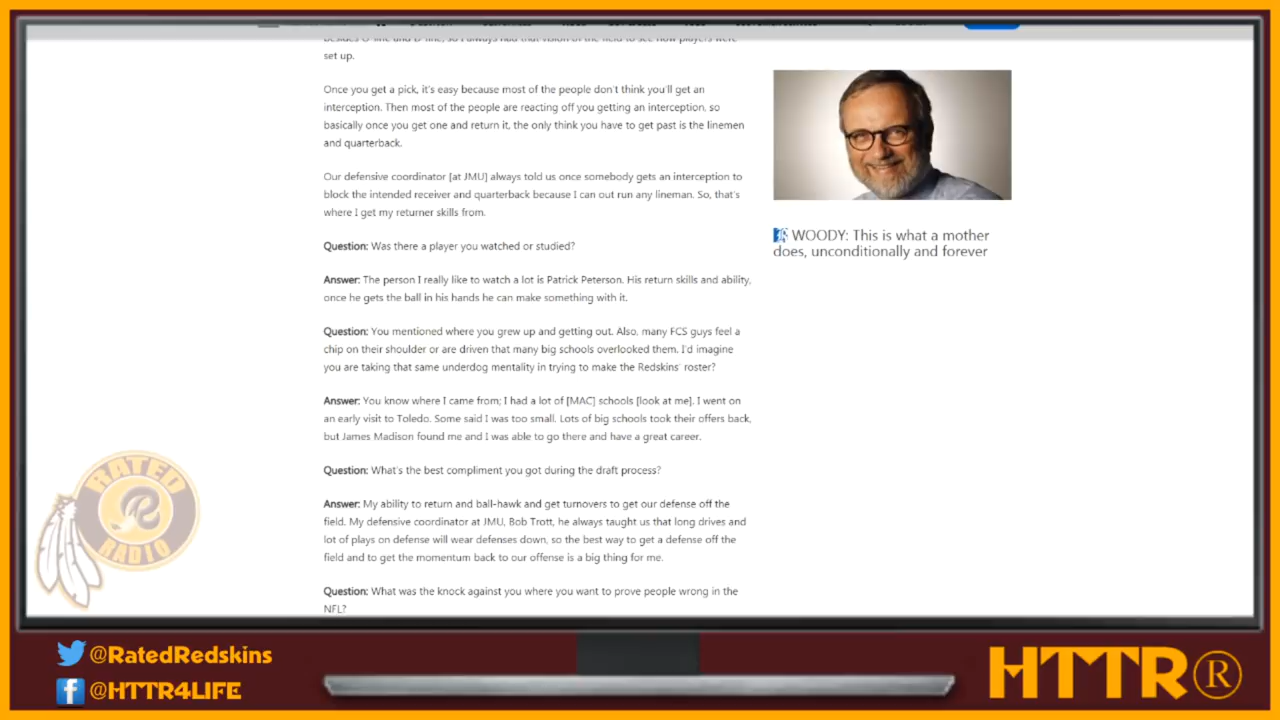 set up.
Once you get a pick, it's easy because most of the people don't think you'll get an
interception. Then most of the people are reacting off you getting an interception, so
basically once you get one and return it, the only think you have to get past is the linemen
and quarterback.
Our defensive coordinator [at JMU] always told us once somebody gets an interception to
block the intended receiver and quarterback because I can out run any lineman. So, that's
where I get my returner skills from.
Question: Was there a player you watched or studied?
Answer: The person I really like to watch a lot is Patrick Peterson. His return skills and ability,
once he gets the ball in his hands he can make something with it.
Question: You mentioned where you grew up and getting out. Also, many FCS guys feel a
chip on their shoulder or are driven that many big schools overlooked them. I'd imagine
you are taking that same underdog mentality in trying to make the Redskins' roster?
Answer: You know where I came from; I had a lot of [MAC] schools [look at me]. I went on
an early visit to Toledo. Some said I was too small. Lots of big schools took their offers back,
but James Madison found me and I was able to go there and have a great career.
Question: What's the best compliment you got during the draft process?
Answer: My ability to return and ball-hawk and get turnovers to get our defense off the
field. My defensive coordinator at JMU, Bob Trott, he always taught us that long drives and
lot of plays on defense will wear defenses down, so the best way to get a defense off the
field and to get the momentum back to our offense is a big thing for me.
Question: What was the knock against you where you want to prove people wrong in the
NFL?
WOODY: This is what a mother
does, unconditionally and forever
RATED
R
RADIO
@RatedRedskins
@HTTR4LIFE
HTTR®